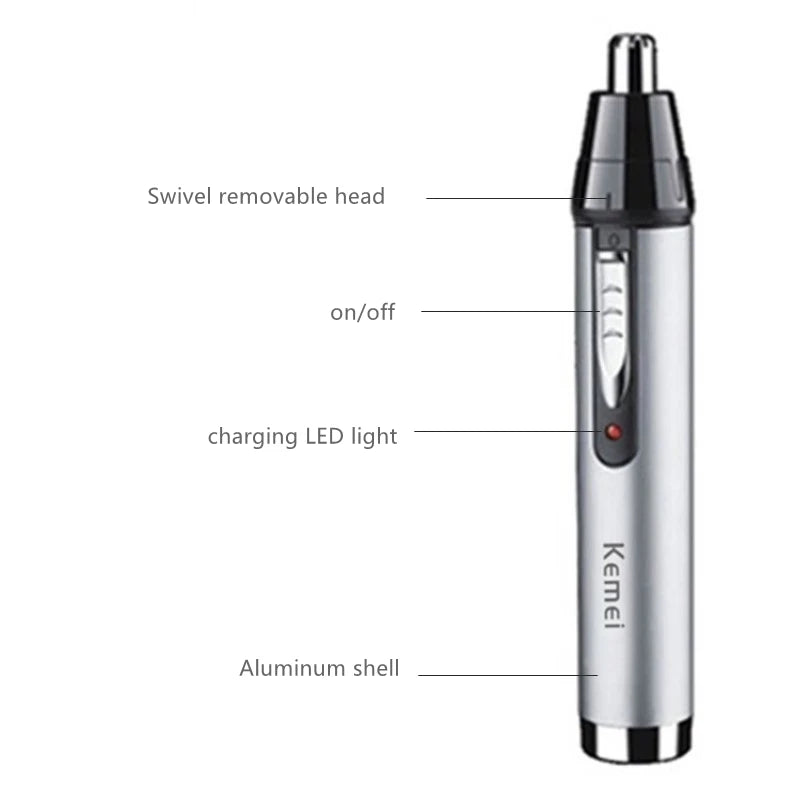 Swivel removable head
on/off
charging LED light
Kemei
Aluminum shell